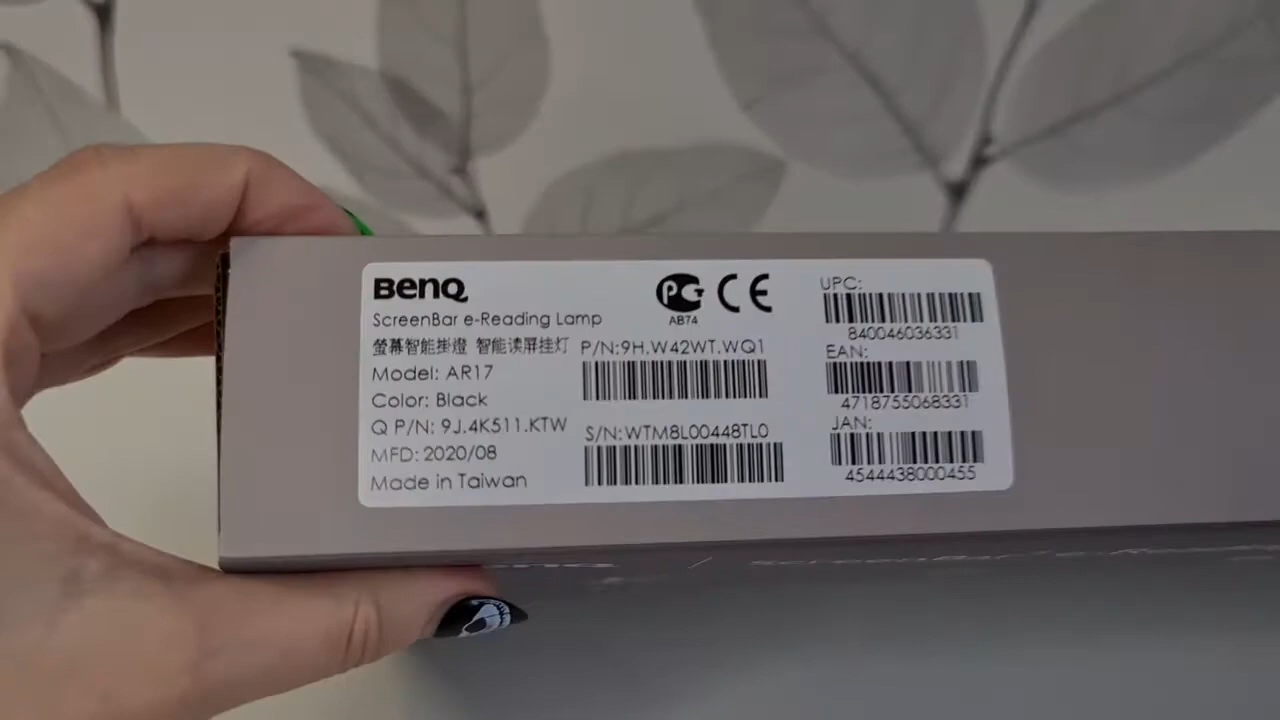 BenQ
ScreenBar e-Reading Lamp
螢幕智能掛燈 智能读屏挂灯
Model: AR17
Color: Black
Q P/N: 9J.4K511.KTW
MFD: 2020/08
Made in Taiwan
AB74
P/N:9H.W42WT.WQ1
S/N:WTM8L00448TL0
UPC:
840046036331
EAN:
4718755068331
JAN:
4544438000455